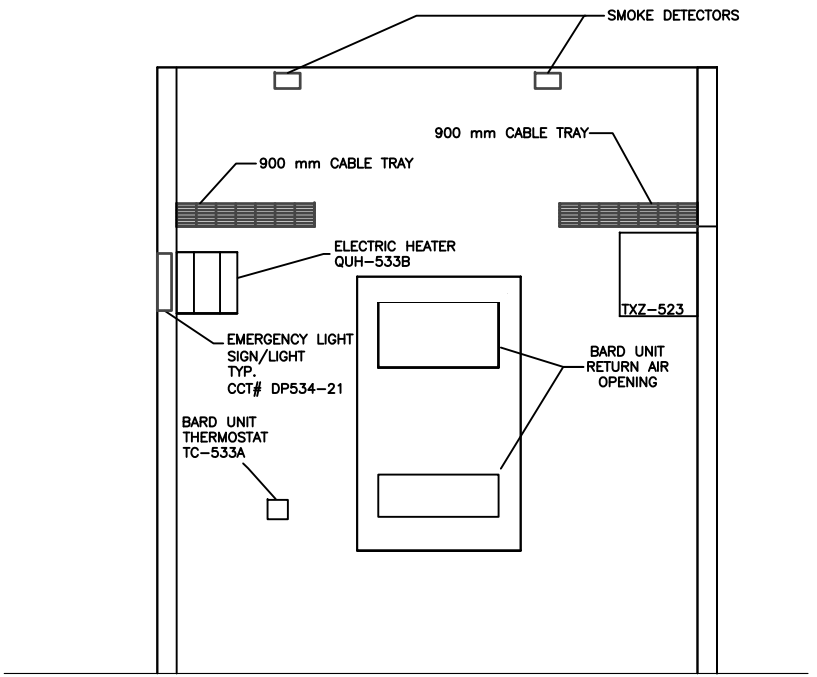 SMOKE DETECTORS
900 mm CABLE TRAY
900 mm CABLE TRAY
ELECTRIC HEATER
QUH-533B
TXZ-523
EMERGENCY LIGHT
SIGN/LIGHT
TYP.
CCT# DP534-21
BARD UNIT
RETURN AIR
OPENING
BARD UNIT
THERMOSTAT
TC-533A